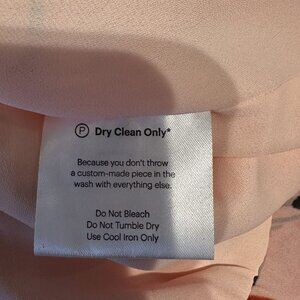 Ⓟ Dry Clean Only*
Because you don't throw
a custom-made piece in the
wash with everything else.
Do Not Bleach
Do Not Tumble Dry
Use Cool Iron Only